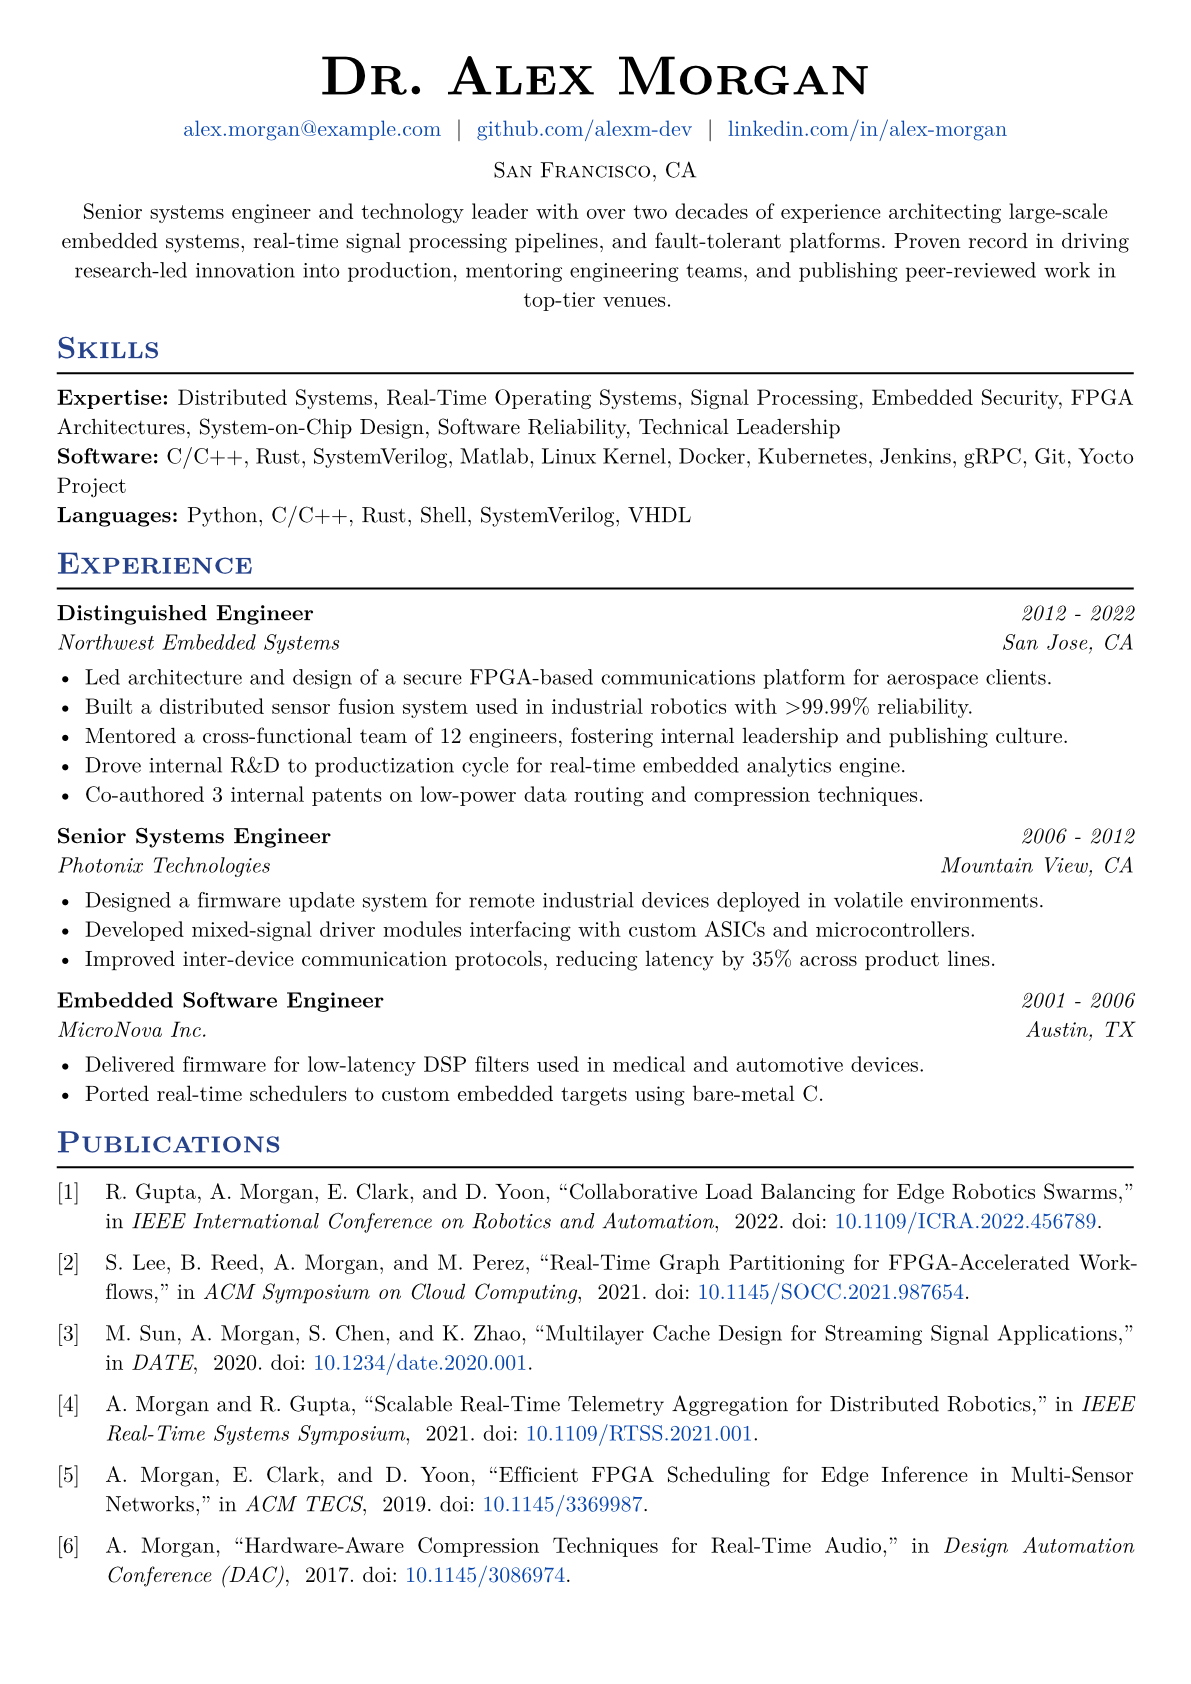 Dr. Alex Morgan
alex.morgan@example.com | github.com/alexm-dev | linkedin.com/in/alex-morgan
San Francisco, CA
Senior systems engineer and technology leader with over two decades of experience architecting large-scale
embedded systems, real-time signal processing pipelines, and fault-tolerant platforms. Proven record in driving
research-led innovation into production, mentoring engineering teams, and publishing peer-reviewed work in
top-tier venues.
Skills
Expertise: Distributed Systems, Real-Time Operating Systems, Signal Processing, Embedded Security, FPGA
Architectures, System-on-Chip Design, Software Reliability, Technical Leadership
Software: C/C++, Rust, SystemVerilog, Matlab, Linux Kernel, Docker, Kubernetes, Jenkins, gRPC, Git, Yocto
Project
Languages: Python, C/C++, Rust, Shell, SystemVerilog, VHDL
Experience
Distinguished Engineer 2012 - 2022
Northwest Embedded Systems San Jose, CA
• Led architecture and design of a secure FPGA-based communications platform for aerospace clients.
• Built a distributed sensor fusion system used in industrial robotics with >99.99% reliability.
• Mentored a cross-functional team of 12 engineers, fostering internal leadership and publishing culture.
• Drove internal R&D to productization cycle for real-time embedded analytics engine.
• Co-authored 3 internal patents on low-power data routing and compression techniques.
Senior Systems Engineer 2006 - 2012
Photonix Technologies Mountain View, CA
• Designed a firmware update system for remote industrial devices deployed in volatile environments.
• Developed mixed-signal driver modules interfacing with custom ASICs and microcontrollers.
• Improved inter-device communication protocols, reducing latency by 35% across product lines.
Embedded Software Engineer 2001 - 2006
MicroNova Inc. Austin, TX
• Delivered firmware for low-latency DSP filters used in medical and automotive devices.
• Ported real-time schedulers to custom embedded targets using bare-metal C.
Publications
[1] R. Gupta, A. Morgan, E. Clark, and D. Yoon, “Collaborative Load Balancing for Edge Robotics Swarms,”
in IEEE International Conference on Robotics and Automation, 2022. doi: 10.1109/ICRA.2022.456789.
[2] S. Lee, B. Reed, A. Morgan, and M. Perez, “Real-Time Graph Partitioning for FPGA-Accelerated Work-
flows,” in ACM Symposium on Cloud Computing, 2021. doi: 10.1145/SOCC.2021.987654.
[3] M. Sun, A. Morgan, S. Chen, and K. Zhao, “Multilayer Cache Design for Streaming Signal Applications,”
in DATE, 2020. doi: 10.1234/date.2020.001.
[4] A. Morgan and R. Gupta, “Scalable Real-Time Telemetry Aggregation for Distributed Robotics,” in IEEE
Real-Time Systems Symposium, 2021. doi: 10.1109/RTSS.2021.001.
[5] A. Morgan, E. Clark, and D. Yoon, “Efficient FPGA Scheduling for Edge Inference in Multi-Sensor
Networks,” in ACM TECS, 2019. doi: 10.1145/3369987.
[6] A. Morgan, “Hardware-Aware Compression Techniques for Real-Time Audio,” in Design Automation
Conference (DAC), 2017. doi: 10.1145/3086974.